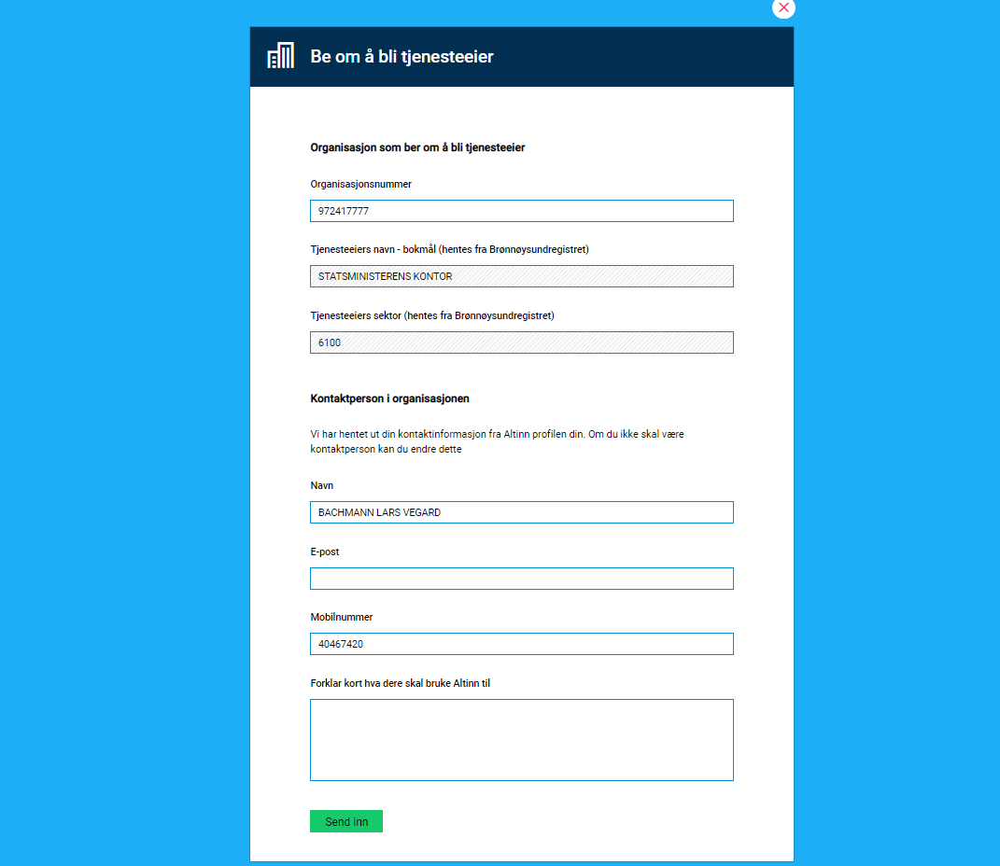 Be om å bli tjenesteeier
Organisasjon som ber om å bli tjenesteeier
Organisasjonsnummer
972417777
Tjenesteeiers navn - bokmål (hentes fra Brønnøysundregistret)
STATSMINISTERENS KONTOR
Tjenesteeiers sektor (hentes fra Brønnøysundregistret)
6100
Kontaktperson i organisasjonen
Vi har hentet ut din kontaktinformasjon fra Altinn profilen din. Om du ikke skal være
kontaktperson kan du endre dette
Navn
BACHMANN LARS VEGARD
E-post
Mobilnummer
40467420
Forklar kort hva dere skal bruke Altinn til
Send inn